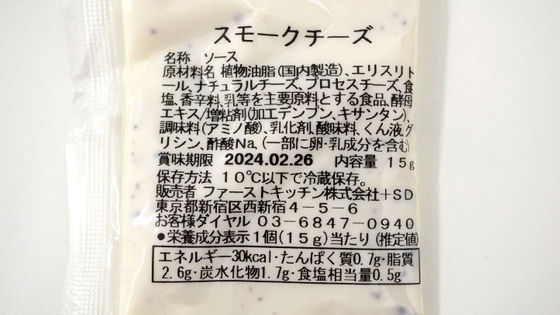 スモークチーズ
名称 ソース
原材料名 植物油脂(国内製造)、エリスリト
ール、ナチュラルチーズ、プロセスチーズ、食
塩、香辛料、乳等を主要原料とする食品、酵母
エキス/増粘剤(加工デンプン、キサンタン)、
調味料(アミノ酸)、乳化剤、酸味料、くん液、グ
リシン、酢酸Na、(一部に卵・乳成分を含む)
賞味期限 2024.02.26 内容量 15g
保存方法 10℃以下で冷蔵保存。
販売者 ファーストキッチン株式会社+SD
東京都新宿区西新宿4-5-6
お客様ダイヤル 03-6847-0940
●栄養成分表示1個(15g)当たり(推定値)
エネルギー30kcal・たんぱく質0.7g・脂質
2.6g・炭水化物1.7g・食塩相当量0.5g